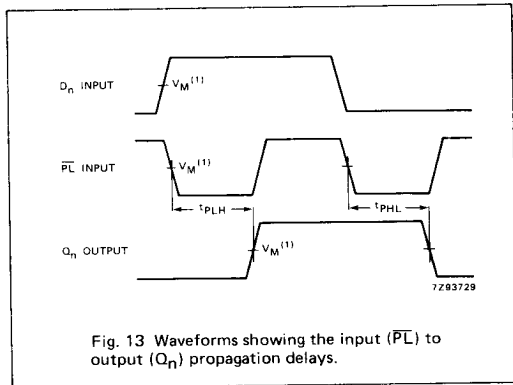 Dn INPUT
VM(1)
PL INPUT
VM(1)
tPLH
tPHL
Qn OUTPUT
VM(1)
7Z93729
Fig. 13 Waveforms showing the input (PL) to
output (Qn) propagation delays.